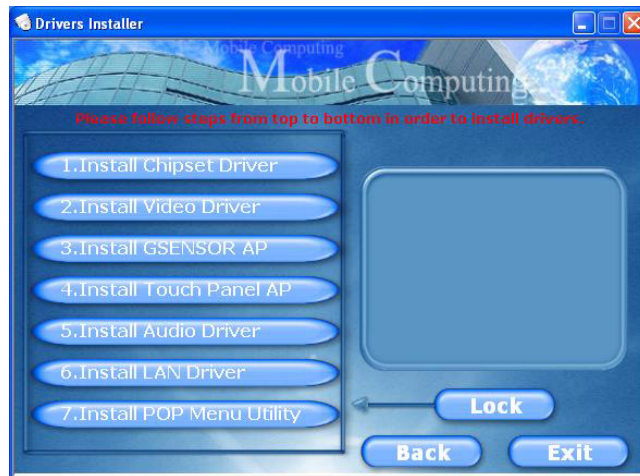 Drivers Installer
Mobile Computing
Mobile Computing
Please follow steps from top to bottom in order to install drivers.
1.Install Chipset Driver
2.Install Video Driver
3.Install GSENSOR AP
4.Install Touch Panel AP
5.Install Audio Driver
6.Install LAN Driver
7.Install POP Menu Utility
Lock
Back
Exit